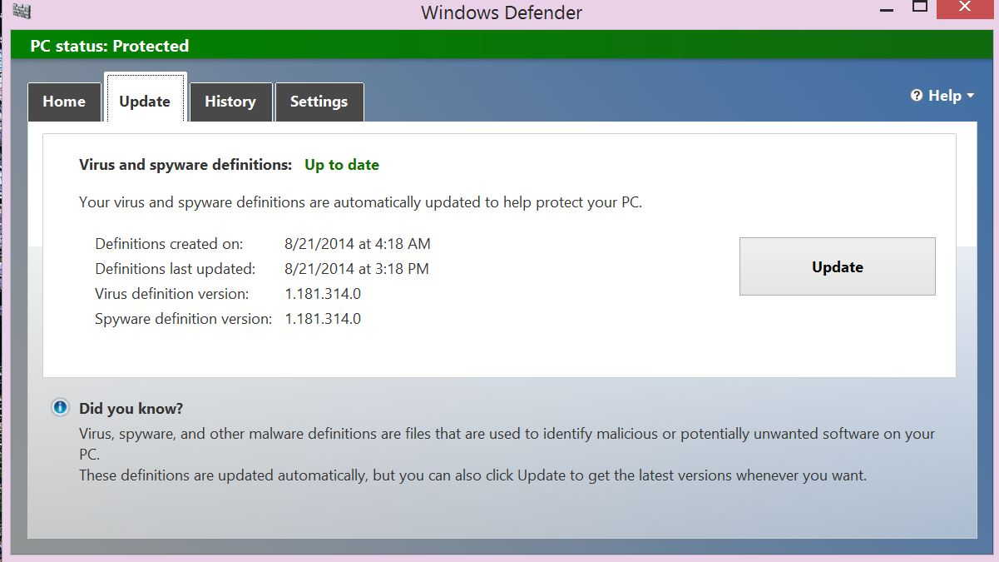 Windows Defender
PC status: Protected
Home Update History Settings
Help
Virus and spyware definitions: Up to date
Your virus and spyware definitions are automatically updated to help protect your PC.
Definitions created on: 8/21/2014 at 4:18 AM
Definitions last updated: 8/21/2014 at 3:18 PM
Virus definition version: 1.181.314.0
Spyware definition version: 1.181.314.0
Update
Did you know?
Virus, spyware, and other malware definitions are files that are used to identify malicious or potentially unwanted software on your
PC.
These definitions are updated automatically, but you can also click Update to get the latest versions whenever you want.